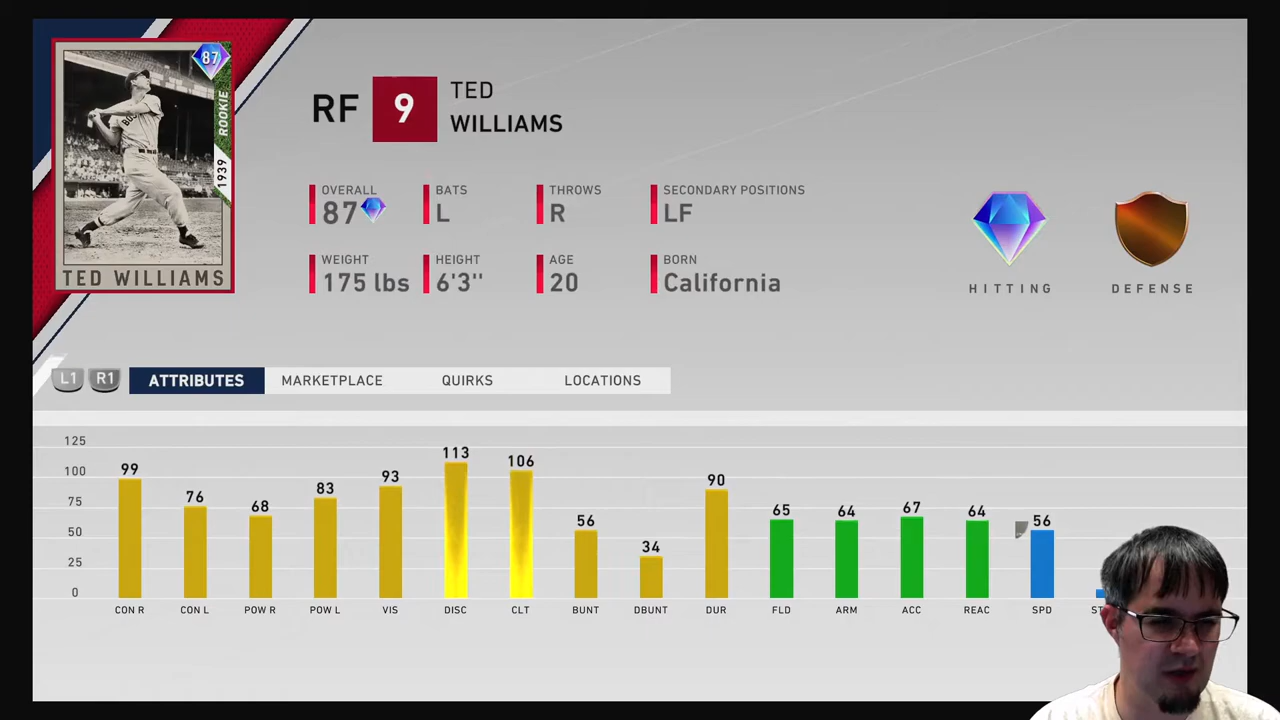 87
ROOKIE
1939
TED WILLIAMS
RF 9 TED
WILLIAMS
OVERALL BATS THROWS SECONDARY POSITIONS
87 L R LF
WEIGHT HEIGHT AGE BORN
175 lbs 6'3'' 20 California
HITTING DEFENSE
L1 R1 ATTRIBUTES MARKETPLACE QUIRKS LOCATIONS
125
100
75
50
25
0
99 76 68 83 93 113 106 56 34 90 65 64 67 64 56
CON R CON L POW R POW L VIS DISC CLT BUNT DBUNT DUR FLD ARM ACC REAC SPD